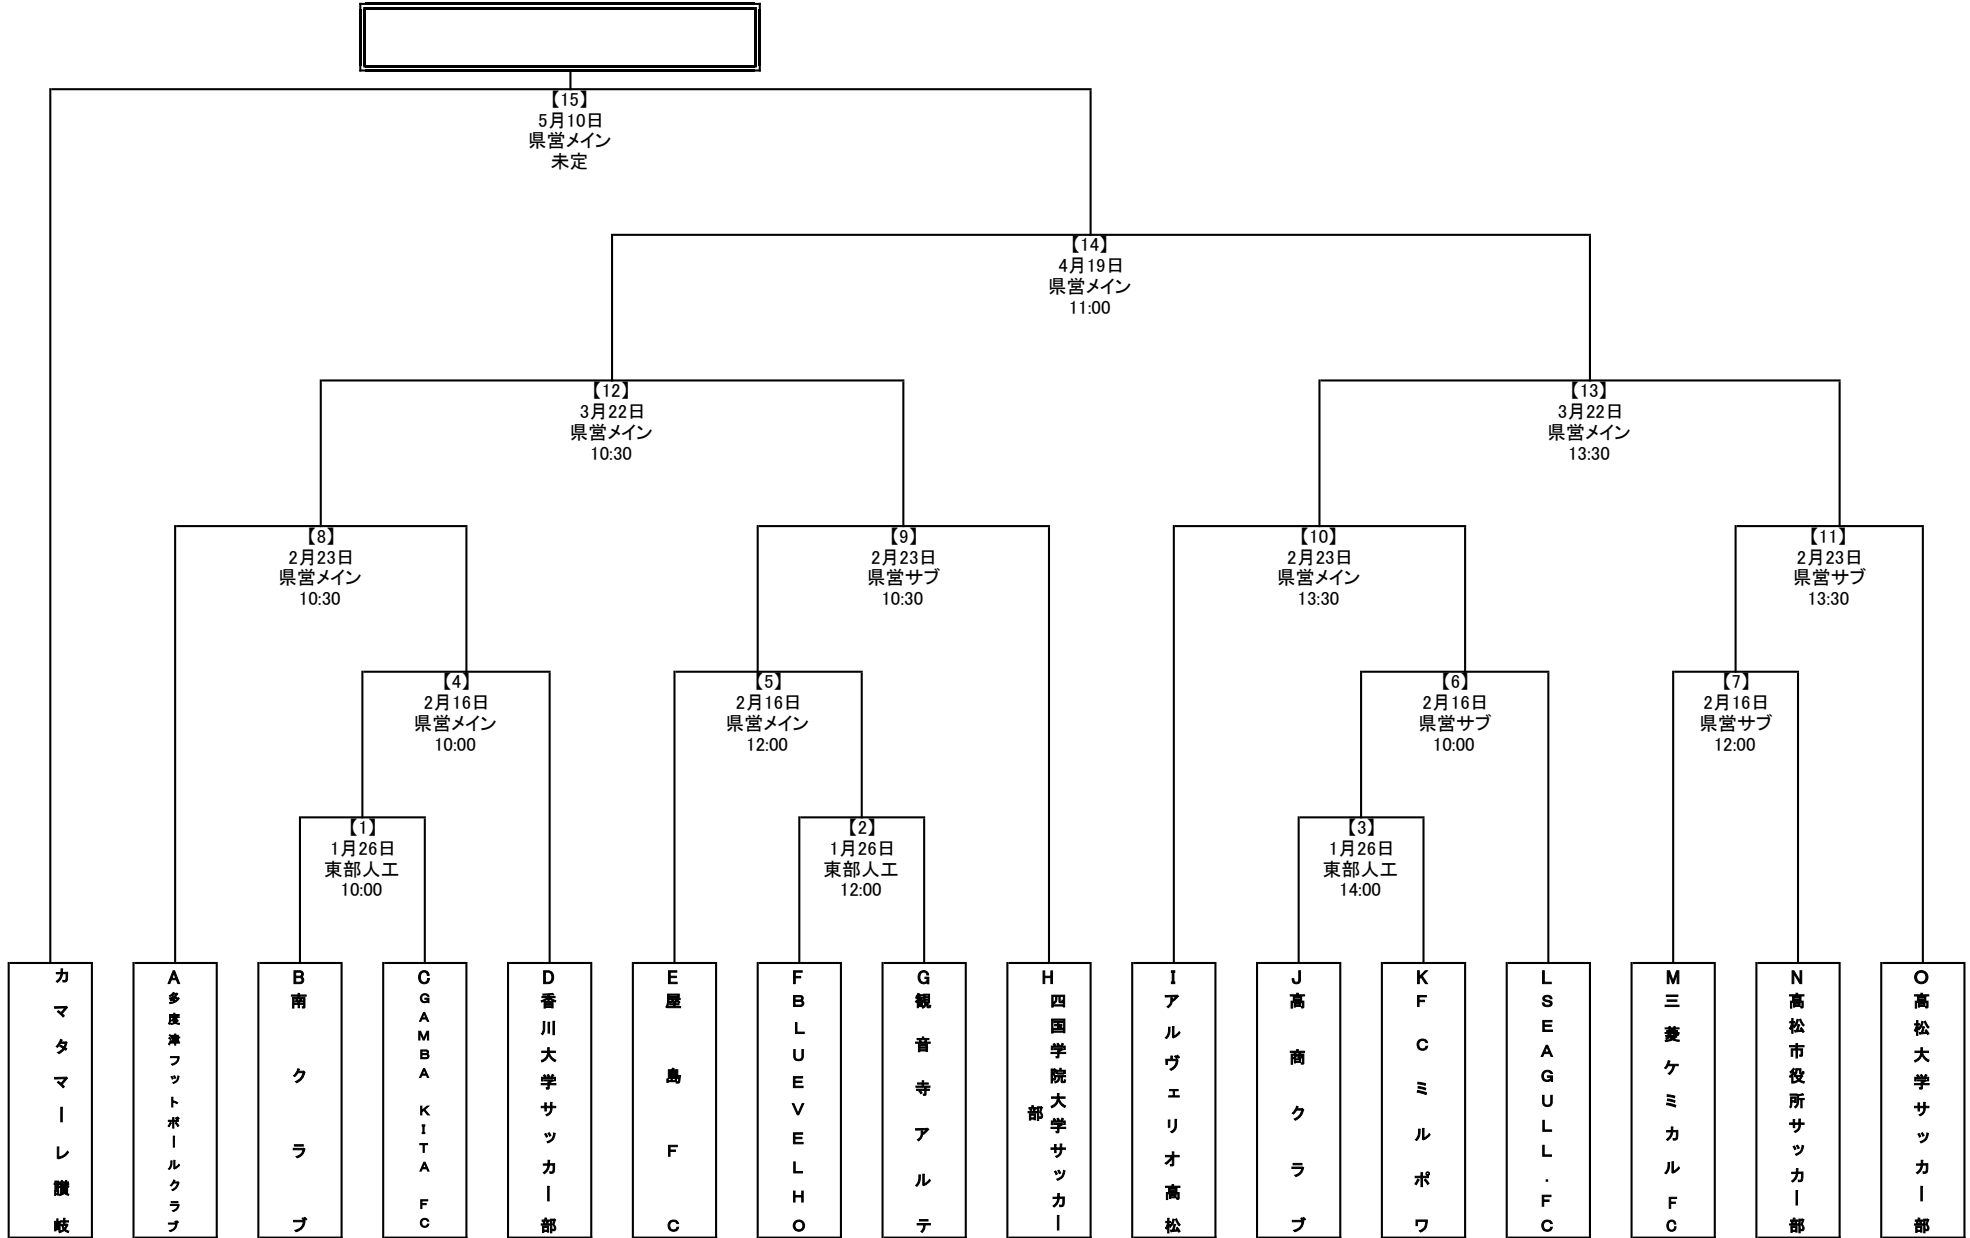 【15】
5月10日
県営メイン
未定
【14】
4月19日
県営メイン
11:00
【12】
3月22日
県営メイン
10:30
【13】
3月22日
県営メイン
13:30
【8】
2月23日
県営メイン
10:30
【9】
2月23日
県営サブ
10:30
【10】
2月23日
県営メイン
13:30
【11】
2月23日
県営サブ
13:30
【4】
2月16日
県営メイン
10:00
【5】
2月16日
県営メイン
12:00
【6】
2月16日
県営サブ
10:00
【7】
2月16日
県営サブ
12:00
【1】
1月26日
東部人工
10:00
【2】
1月26日
東部人工
12:00
【3】
1月26日
東部人工
14:00
カマタマーレ讃岐
A
多度津フットボールクラブ
B
南クラブ
C
GAMBA KITA FC
D
香川大学サッカー部
E
屋島FC
F
BLUEVELHO
G
観音寺アルテ
H
四国学院大学サッカー
部
I
アルヴェリオ高松
J
高商クラブ
K
FCミルポワ
L
SEAGULL.FC
M
三菱ケミカルFC
N
高松市役所サッカー部
O
高松大学サッカー部